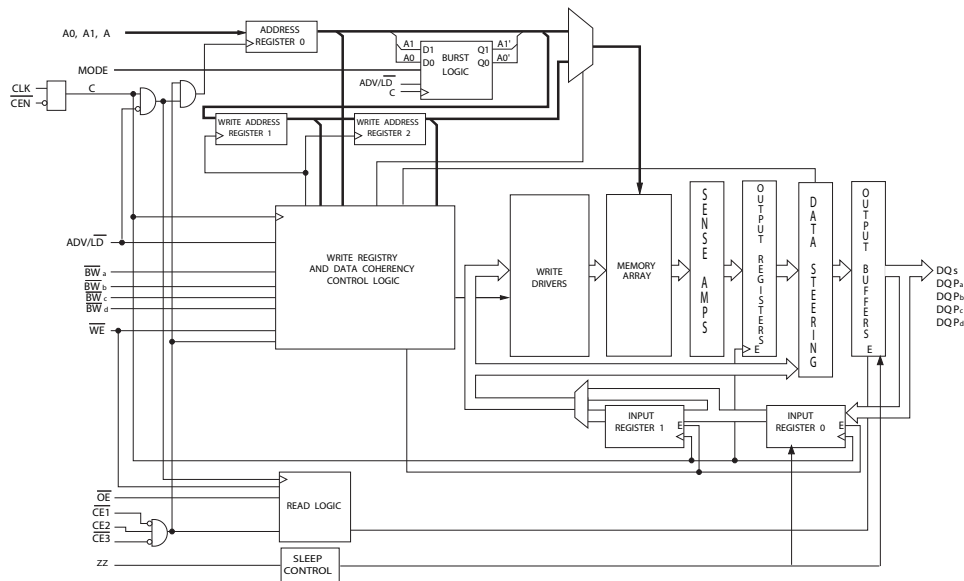 A0, A1, A
ADDRESS
REGISTER 0
MODE
A1
A0
D1
D0
BURST
LOGIC
Q1
Q0
A1'
A0'
ADV/LD
C
CLK
CEN
C
WRITE ADDRESS
REGISTER 1
WRITE ADDRESS
REGISTER 2
ADV/LD
BWa
BWb
BWc
BWd
WE
WRITE REGISTRY
AND DATA COHERENCY
CONTROL LOGIC
WRITE
DRIVERS
MEMORY
ARRAY
SENSE AMPS
OUTPUT REGISTERS
E
DATA STEERING
OUTPUT BUFFERS
E
DQs
DQPa
DQPb
DQPc
DQPd
INPUT
REGISTER 1
E
INPUT
REGISTER 0
E
OE
CE1
CE2
CE3
READ LOGIC
ZZ
SLEEP
CONTROL